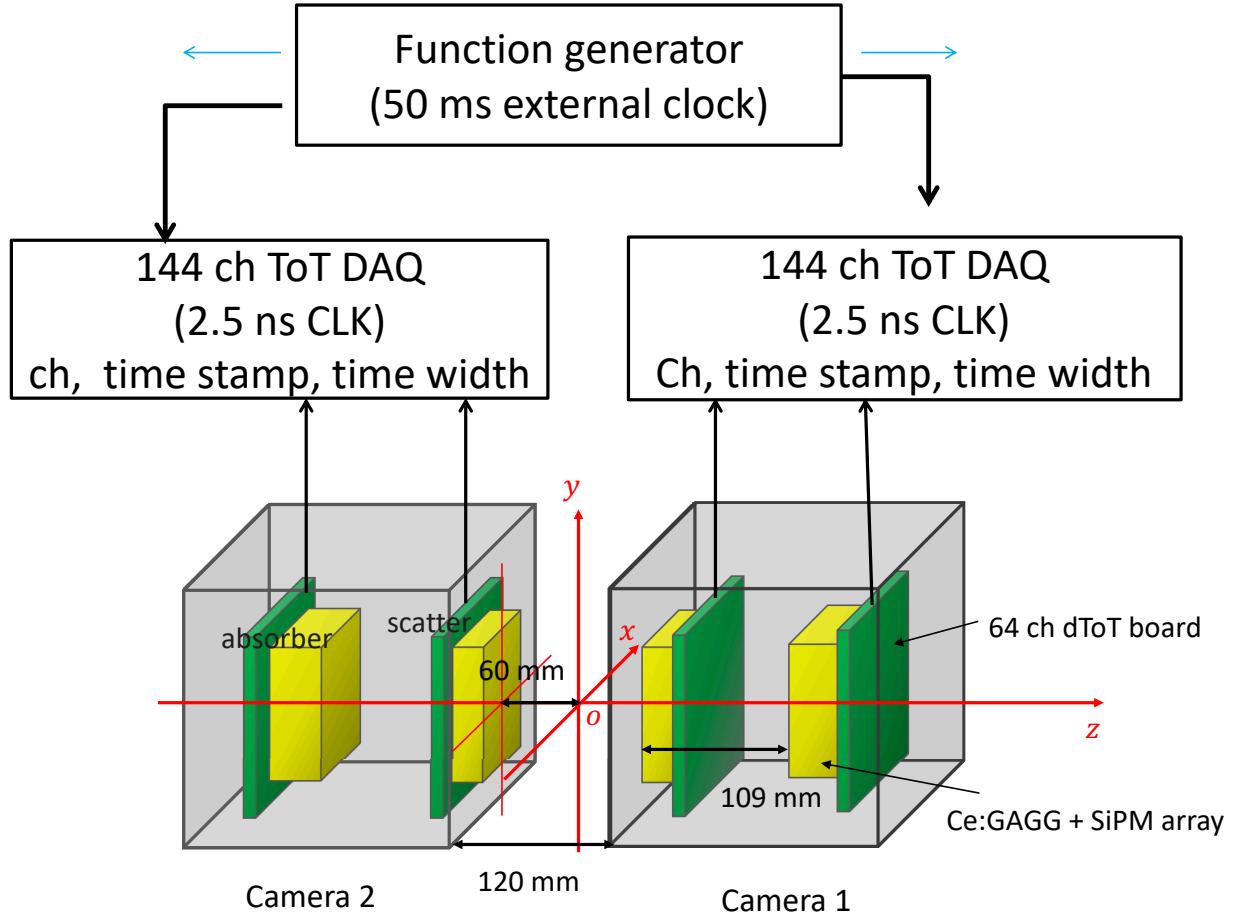 Function generator
(50 ms external clock)
144 ch ToT DAQ
(2.5 ns CLK)
ch, time stamp, time width
144 ch ToT DAQ
(2.5 ns CLK)
Ch, time stamp, time width
y
absorber
scatter
x
64 ch dToT board
60 mm
o
z
109 mm
Ce:GAGG + SiPM array
120 mm
Camera 2
Camera 1